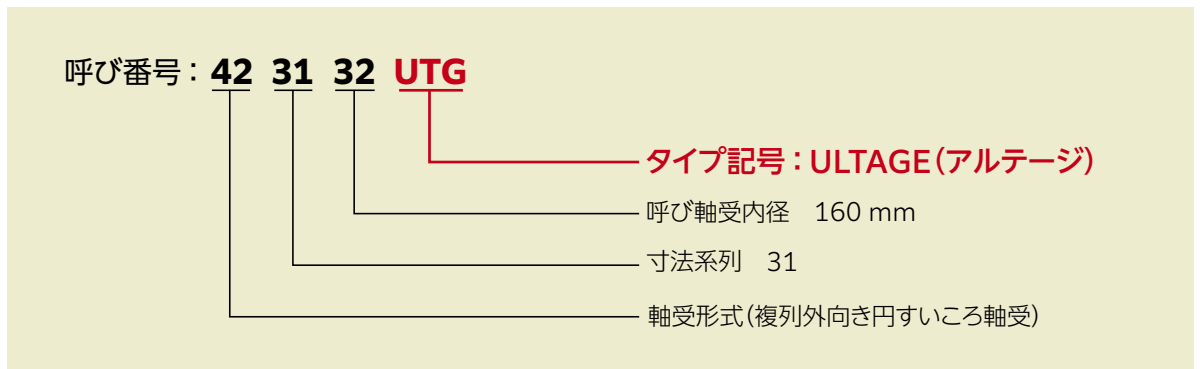 呼び番号：42 31 32 UTG
タイプ記号：ULTAGE（アルテージ）
呼び軸受内径　160 mm
寸法系列　31
軸受形式（複列外向き円すいころ軸受）